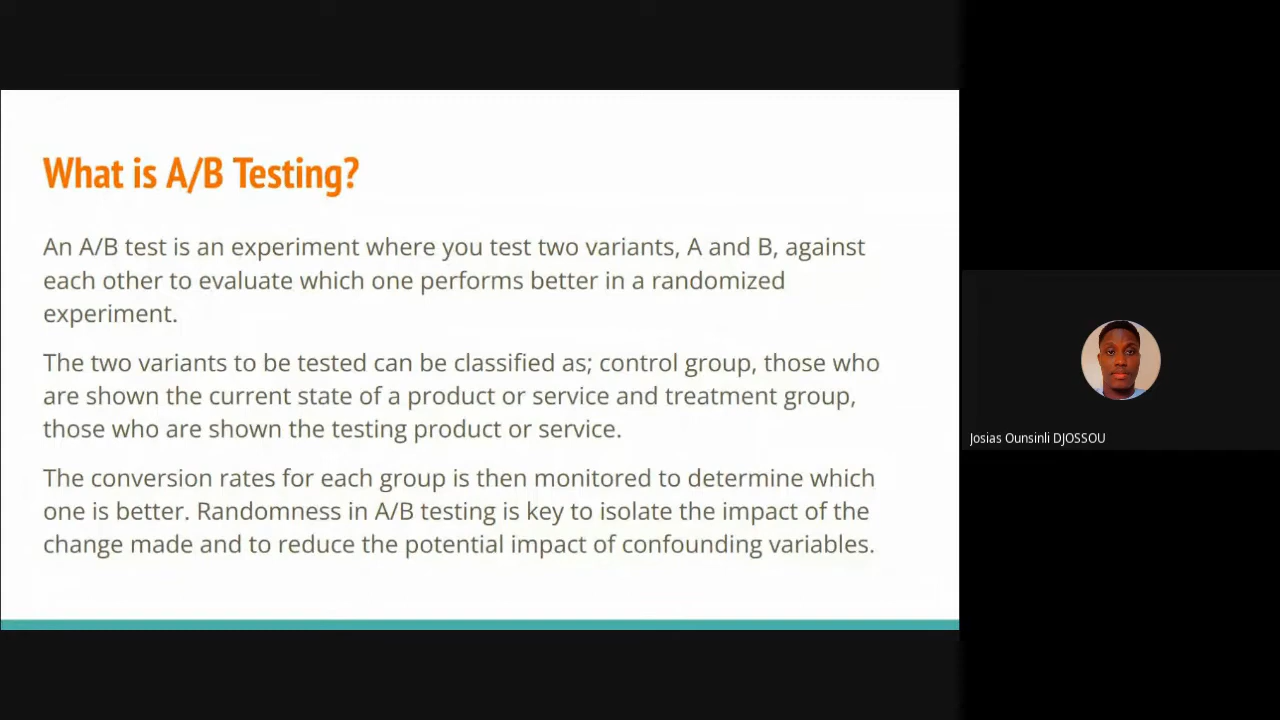 What is A/B Testing?
An A/B test is an experiment where you test two variants, A and B, against
each other to evaluate which one performs better in a randomized
experiment.
The two variants to be tested can be classified as; control group, those who
are shown the current state of a product or service and treatment group,
those who are shown the testing product or service.
The conversion rates for each group is then monitored to determine which
one is better. Randomness in A/B testing is key to isolate the impact of the
change made and to reduce the potential impact of confounding variables.
Josias Ounsinli DJOSSOU